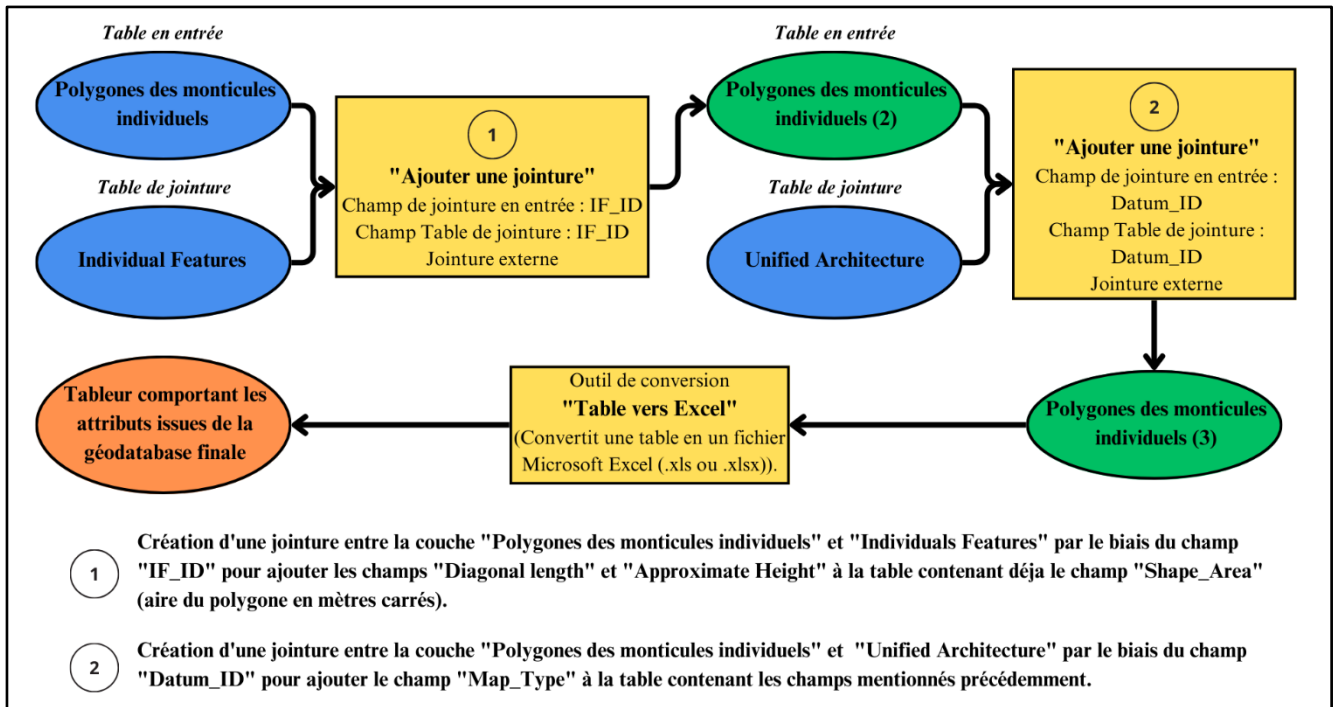 Table en entrée
Polygones des monticules
individuels
Table de jointure
Individual Features
1
"Ajouter une jointure"
Champ de jointure en entrée : IF_ID
Champ Table de jointure : IF_ID
Jointure externe
Table en entrée
Polygones des monticules
individuels (2)
Table de jointure
Unified Architecture
2
"Ajouter une jointure"
Champ de jointure en entrée :
Datum_ID
Champ Table de jointure :
Datum_ID
Jointure externe
Polygones des monticules
individuels (3)
Outil de conversion
"Table vers Excel"
(Convertit une table en un fichier
Microsoft Excel (.xls ou .xlsx)).
Tableur comportant les
attributs issues de la
géodatabase finale
1
Création d'une jointure entre la couche "Polygones des monticules individuels" et "Individuals Features" par le biais du champ
"IF_ID" pour ajouter les champs "Diagonal length" et "Approximate Height" à la table contenant déja le champ "Shape_Area"
(aire du polygone en mètres carrés).
2
Création d'une jointure entre la couche "Polygones des monticules individuels" et "Unified Architecture" par le biais du champ
"Datum_ID" pour ajouter le champ "Map_Type" à la table contenant les champs mentionnés précédemment.